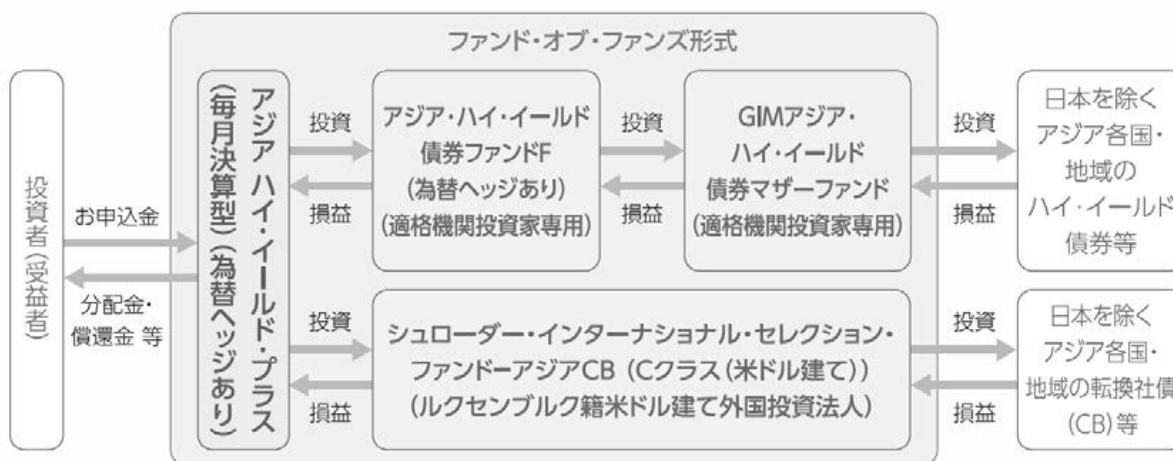 ファンド・オブ・ファンズ形式
投資者（受益者）
お申込金
分配金・
償還金 等
アジア ハイ・イールド・プラス
（毎月決算型）（為替ヘッジあり）
投資
損益
アジア・ハイ・イールド
債券ファンドF
（為替ヘッジあり）
（適格機関投資家専用）
投資
損益
GIMアジア・
ハイ・イールド
債券マザーファンド
（適格機関投資家専用）
投資
損益
日本を除く
アジア各国・
地域の
ハイ・イールド
債券等
投資
損益
シュローダー・インターナショナル・セレクション・
ファンド－アジアCB（Cクラス（米ドル建て））
（ルクセンブルク籍米ドル建て外国投資法人）
投資
損益
日本を除く
アジア各国・
地域の転換社債
（CB）等